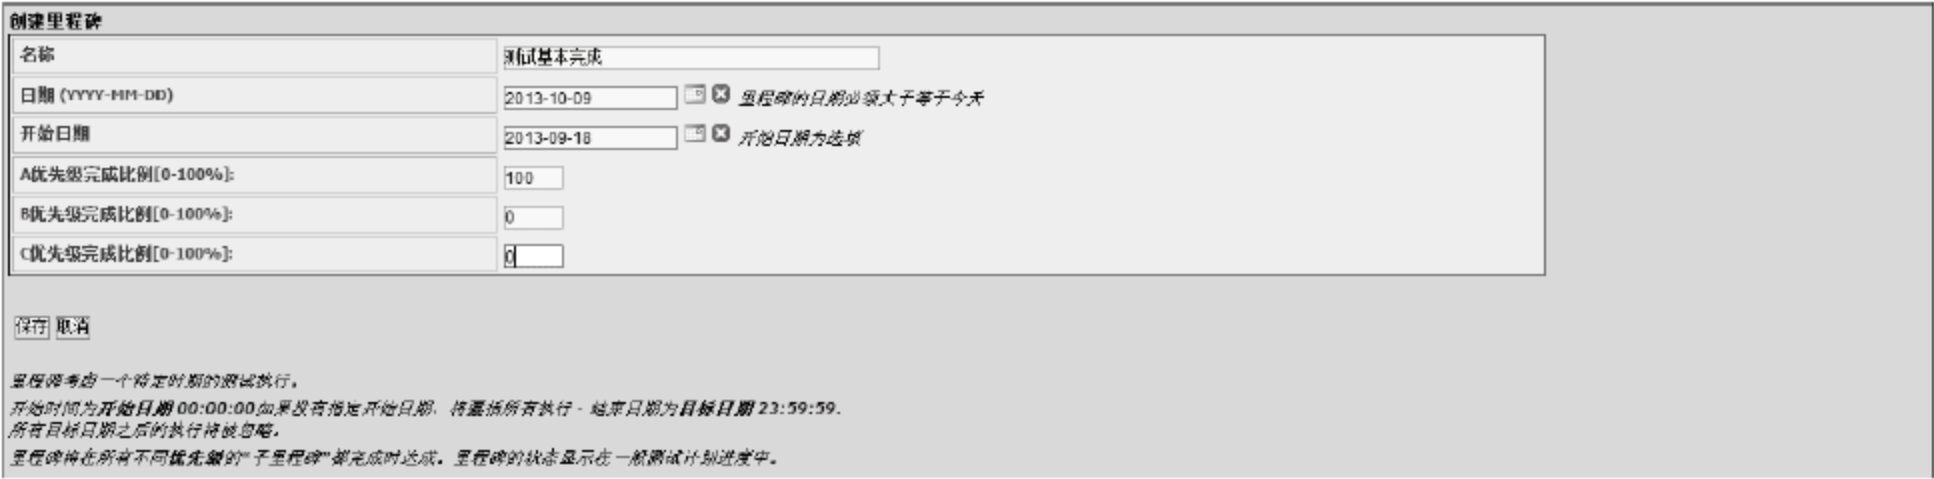 创建里程碑
名称 测试基本完成
日期 (YYYY-MM-DD) 2013-10-09 里程碑的日期必须大于等于今天
开始日期 2013-09-18 开始日期为选填
A优先级完成比例[0-100%]: 100
B优先级完成比例[0-100%]: 0
C优先级完成比例[0-100%]: 0
保存 取消
里程碑考虑一个特定时期的测试执行。
开始时间为开始日期 00:00:00如果没有指定开始日期，将囊括所有执行 - 结束日期为目标日期 23:59:59.
所有目标日期之后的执行将被忽略。
里程碑将在所有不同优先级的"子里程碑"都完成时达成。里程碑的状态显示在一般测试计划进度中。